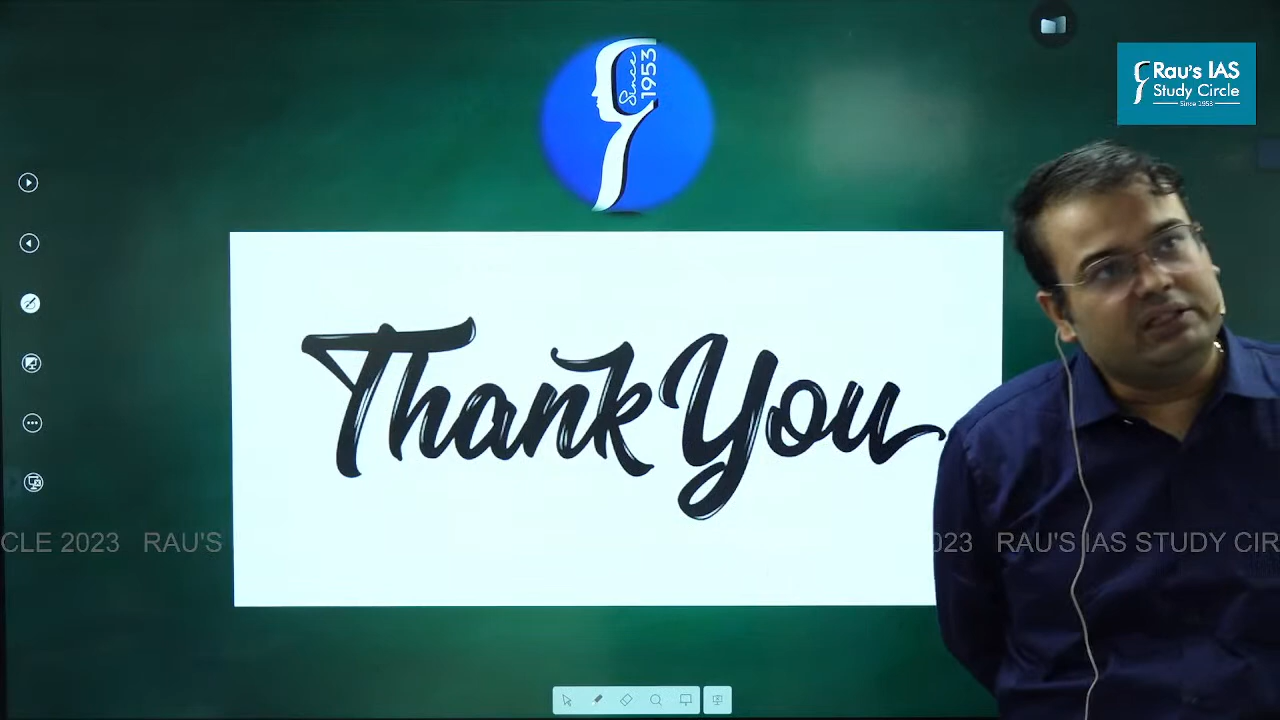 Since
1953
Rau's IAS
Study Circle
Since 1953
Thank You
CLE 2023 RAU'S
023 RAU'S IAS STUDY CIR